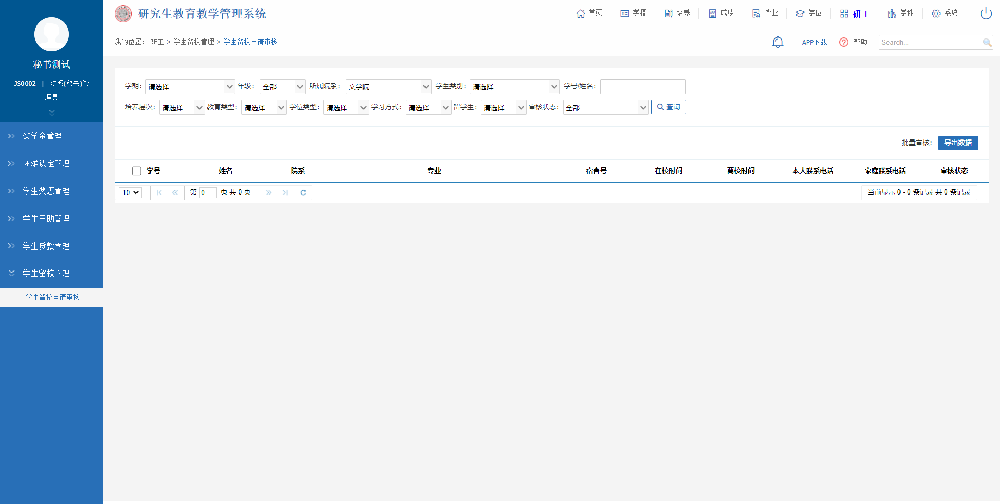 研究生教育教学管理系统
首页 学籍 培养 成绩 毕业 学位 研工 学科 系统
秘书测试
JS0002 | 院系(秘书)管
理员
我的位置： 研工 > 学生留校管理 > 学生留校申请审核
APP下载 帮助 Search...
奖学金管理
困难认定管理
学生奖惩管理
学生三助管理
学生贷款管理
学生留校管理
学生留校申请审核
学期： 请选择 年级： 全部 所属院系： 文学院 学生类别： 请选择 学号/姓名：
培养层次： 请选择 教育类型： 请选择 学位类型： 请选择 学习方式： 请选择 留学生： 请选择 审核状态： 全部 查询
批量审核： 导出数据
学号 姓名 院系 专业 宿舍号 在校时间 离校时间 本人联系电话 家庭联系电话 审核状态
10 第 0 页 共 0 页 当前显示 0 - 0 条记录 共 0 条记录